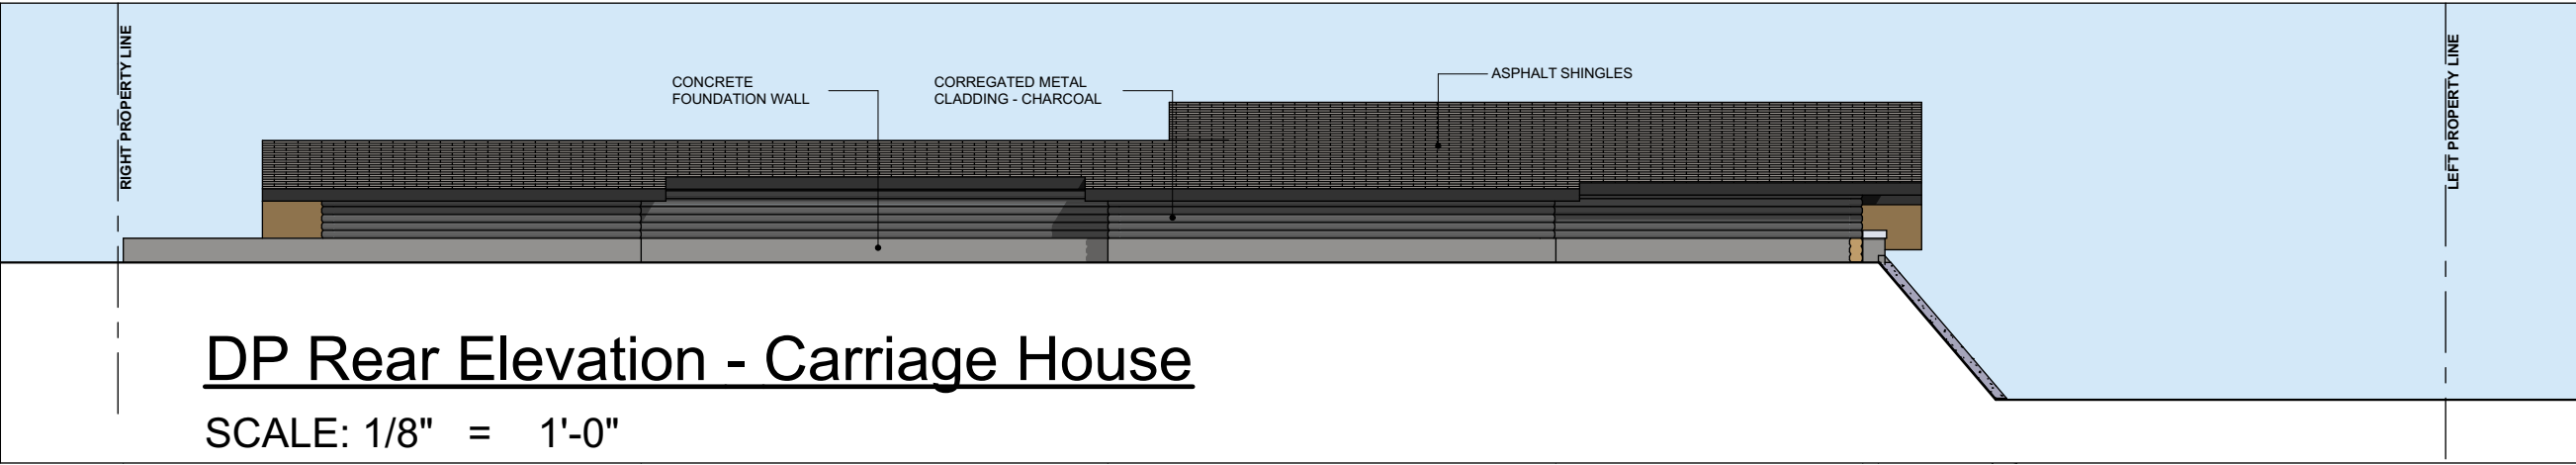 RIGHT PROPERTY LINE
CONCRETE
FOUNDATION WALL
CORREGATED METAL
CLADDING - CHARCOAL
ASPHALT SHINGLES
LEFT PROPERTY LINE
DP Rear Elevation - Carriage House
SCALE: 1/8" = 1'-0"